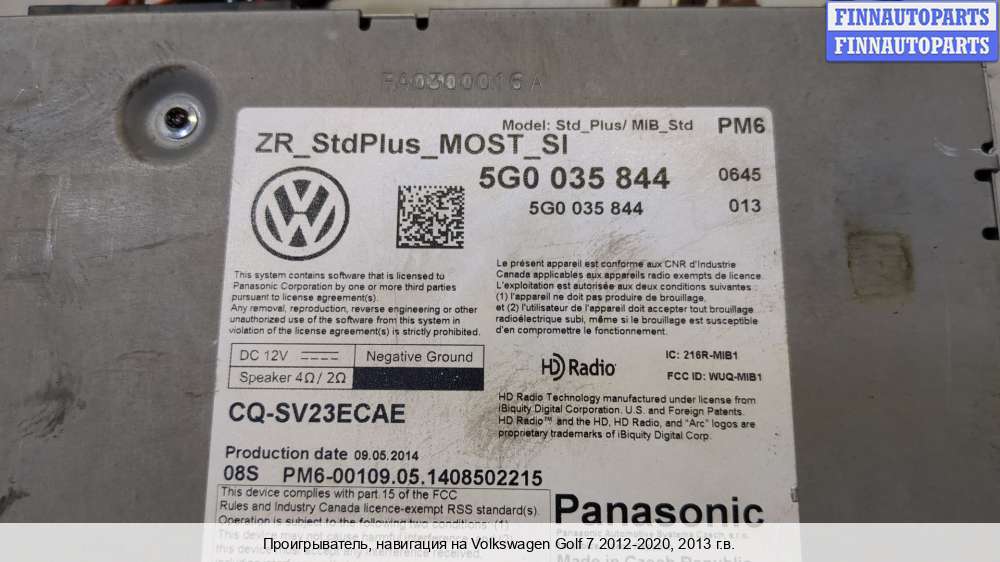 FINNAUTOPARTS
FINNAUTOPARTS
Model: Std_Plus/ MIB_Std PM6
ZR_StdPlus_MOST_SI
5G0 035 844 0645
5G0 035 844 013
This system contains software that is licensed to
Panasonic Corporation by one or more third parties
pursuant to license agreement(s).
Any removal, reproduction, reverse engineering or other
unauthorized use of the software from this system in
violation of the license agreement(s) is strictly prohibited.
Le présent appareil est conforme aux CNR d'Industrie
Canada applicables aux appareils radio exempts de licence.
L'exploitation est autorisée aux deux conditions suivantes :
(1) l'appareil ne doit pas produire de brouillage,
et (2) l'utilisateur de l'appareil doit accepter tout brouillage
radioélectrique subi, même si le brouillage est susceptible
d'en compromettre le fonctionnement.
DC 12V Negative Ground
Speaker 4Ω / 2Ω
HD Radio
IC: 216R-MIB1
FCC ID: WUQ-MIB1
CQ-SV23ECAE
HD Radio Technology manufactured under license from
iBiquity Digital Corporation. U.S. and Foreign Patents.
HD Radio™ and the HD, HD Radio, and "Arc" logos are
proprietary trademarks of iBiquity Digital Corp.
Production date 09.05.2014
08S PM6-00109.05.1408502215
This device complies with part 15 of the FCC
Rules and Industry Canada licence-exempt RSS standard(s).
Operation is subject to the following two conditions: (1)
Panasonic
Проигрыватель, навигация на Volkswagen Golf 7 2012-2020, 2013 г.в.